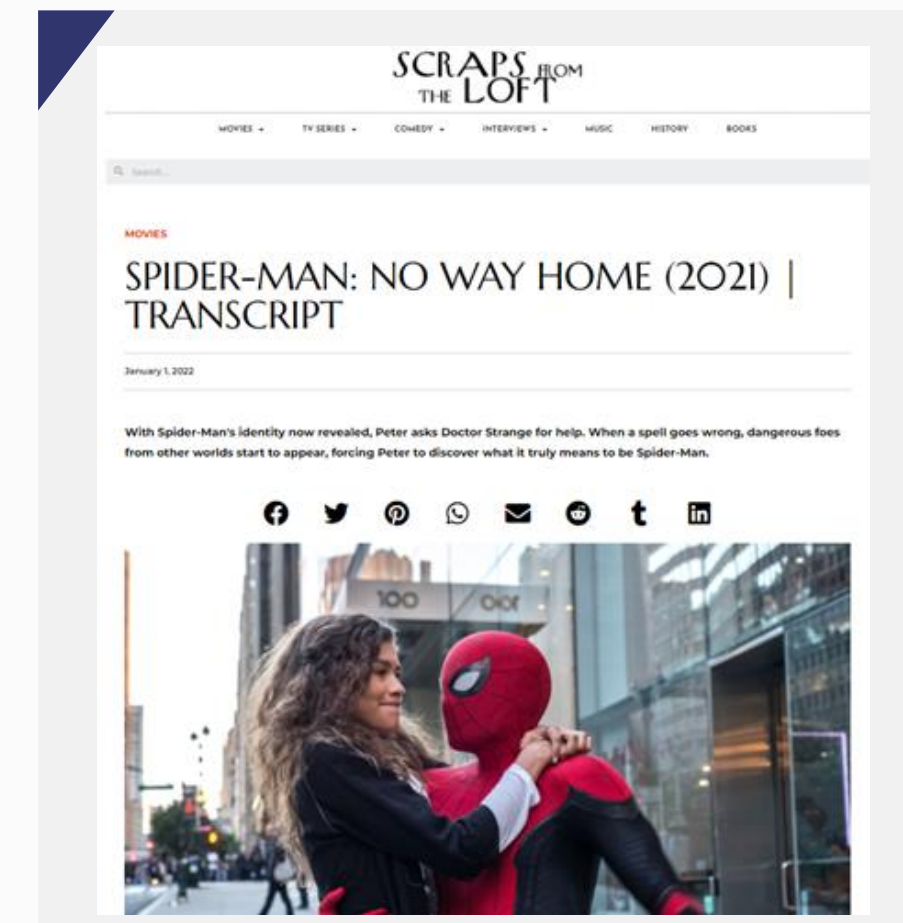 SCRAPS FROM
THE LOFT
MOVIES TV SERIES COMEDY INTERVIEWS MUSIC HISTORY BOOKS
Search...
MOVIES
SPIDER-MAN: NO WAY HOME (2021) |
TRANSCRIPT
January 1, 2022
With Spider-Man's identity now revealed, Peter asks Doctor Strange for help. When a spell goes wrong, dangerous foes
from other worlds start to appear, forcing Peter to discover what it truly means to be Spider-Man.
100